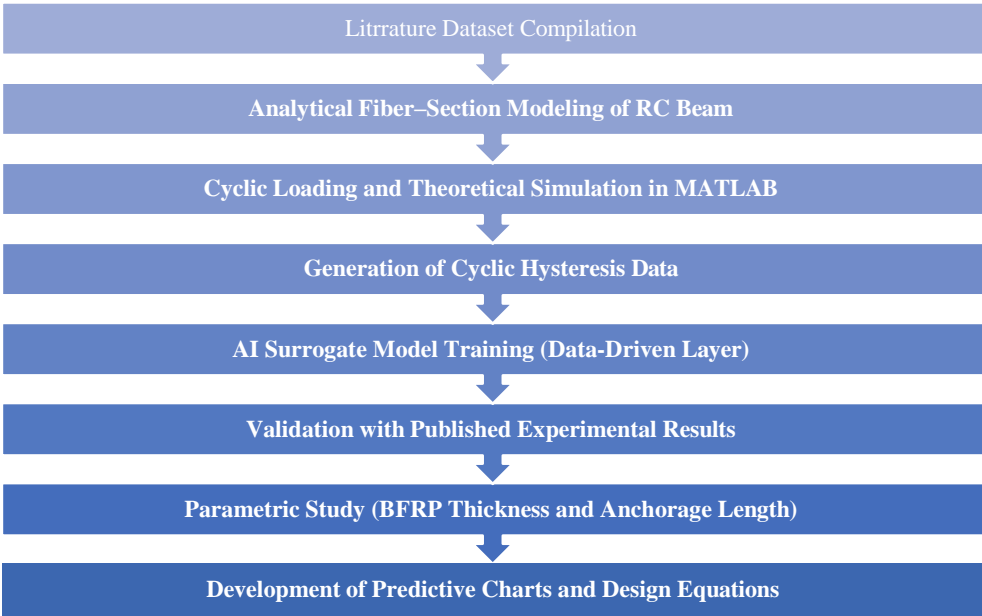 Litrrature Dataset Compilation
Analytical Fiber–Section Modeling of RC Beam
Cyclic Loading and Theoretical Simulation in MATLAB
Generation of Cyclic Hysteresis Data
AI Surrogate Model Training (Data-Driven Layer)
Validation with Published Experimental Results
Parametric Study (BFRP Thickness and Anchorage Length)
Development of Predictive Charts and Design Equations